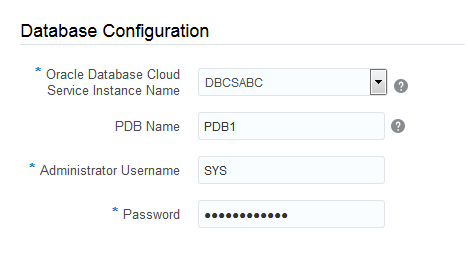 Database Configuration
* Oracle Database Cloud
Service Instance Name
DBCSABC
?
PDB Name
PDB1
?
* Administrator Username
SYS
* Password
••••••••••••